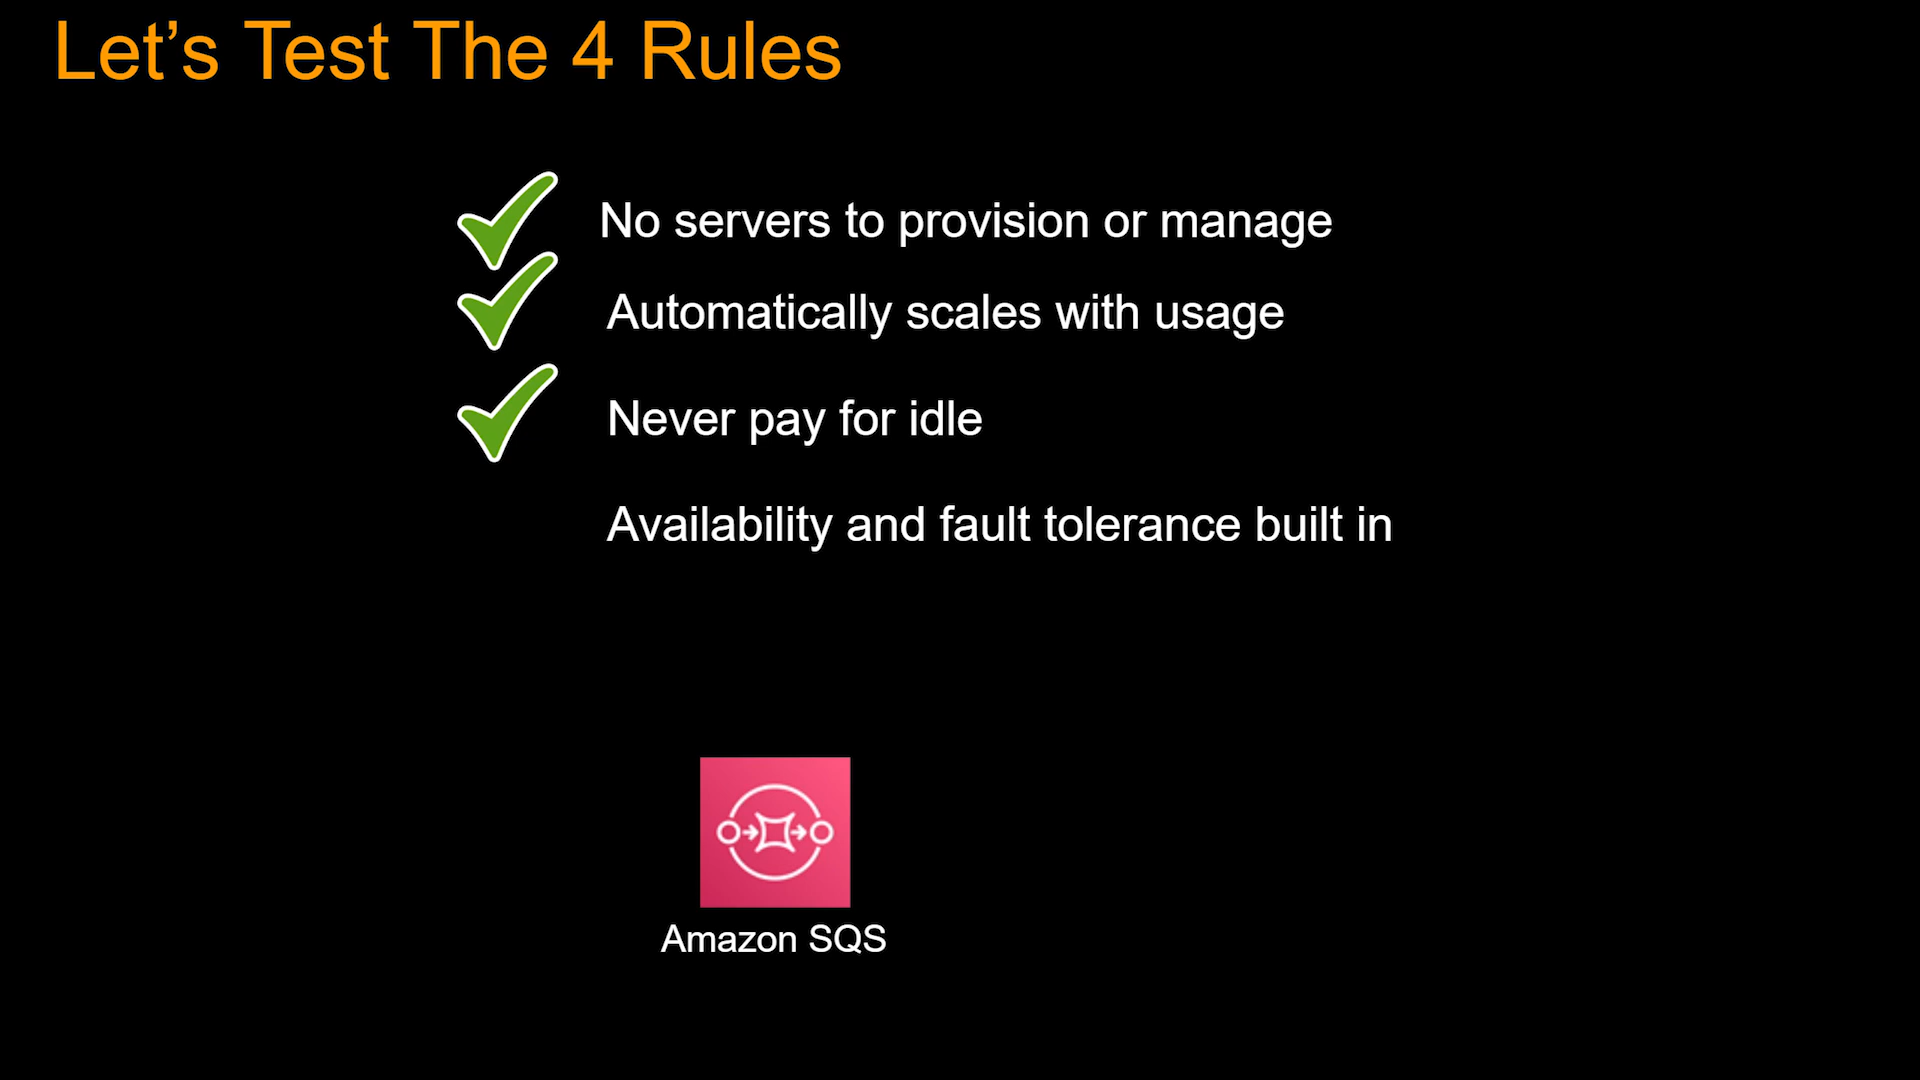 Let’s Test The 4 Rules
No servers to provision or manage
Automatically scales with usage
Never pay for idle
Availability and fault tolerance built in
Amazon SQS